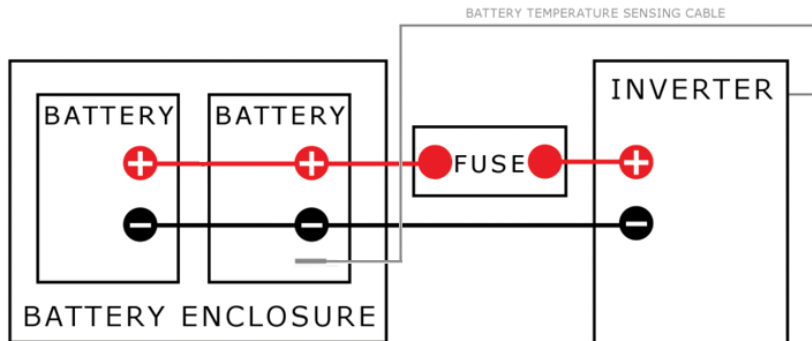 BATTERY TEMPERATURE SENSING CABLE
BATTERY
BATTERY
INVERTER
+
+
FUSE
+
−
−
−
BATTERY ENCLOSURE